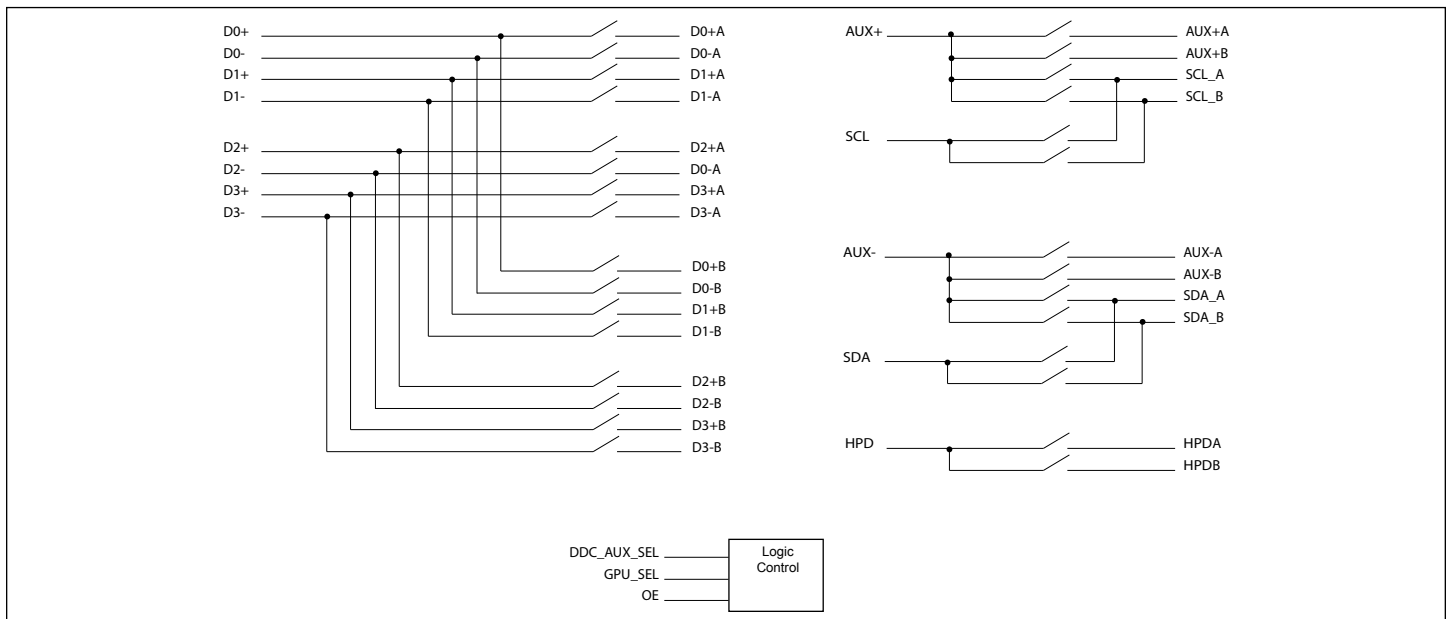 D0+
D0-
D1+
D1-
D2+
D2-
D3+
D3-
D0+A
D0-A
D1+A
D1-A
D2+A
D0-A
D3+A
D3-A
D0+B
D0-B
D1+B
D1-B
D2+B
D2-B
D3+B
D3-B
AUX+
SCL
AUX+A
AUX+B
SCL_A
SCL_B
AUX-
SDA
AUX-A
AUX-B
SDA_A
SDA_B
HPD
HPDA
HPDB
DDC_AUX_SEL
GPU_SEL
OE
Logic
Control